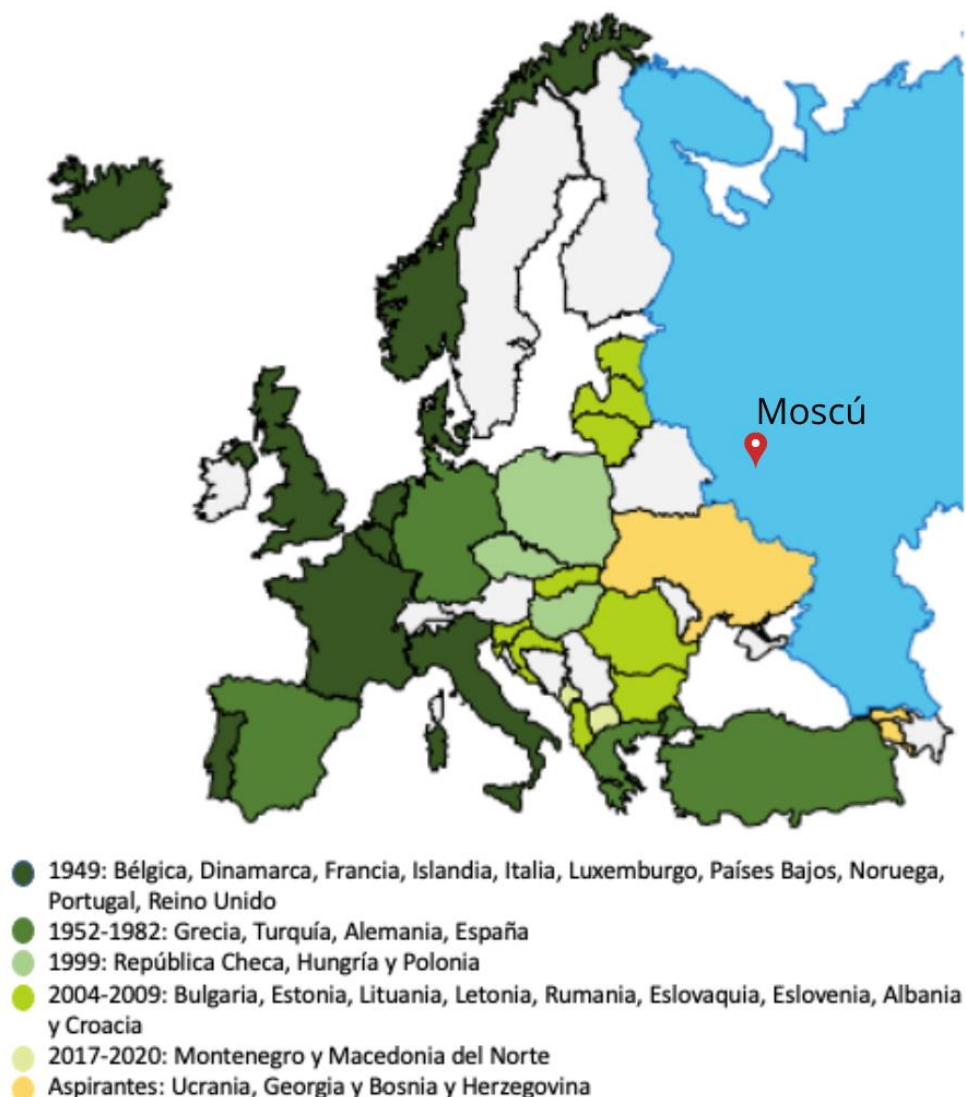 Moscú
1949: Bélgica, Dinamarca, Francia, Islandia, Italia, Luxemburgo, Países Bajos, Noruega,
Portugal, Reino Unido
1952-1982: Grecia, Turquía, Alemania, España
1999: República Checa, Hungría y Polonia
2004-2009: Bulgaria, Estonia, Lituania, Letonia, Rumania, Eslovaquia, Eslovenia, Albania
y Croacia
2017-2020: Montenegro y Macedonia del Norte
Aspirantes: Ucrania, Georgia y Bosnia y Herzegovina